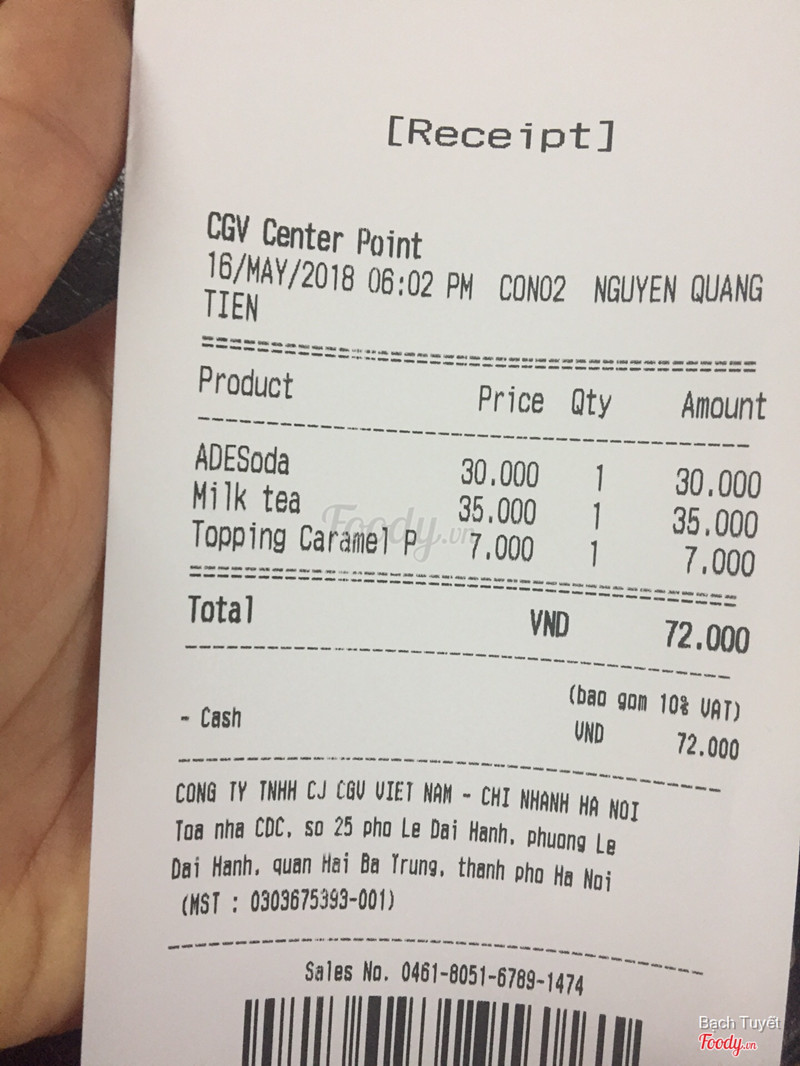 [Receipt]
CGV Center Point
16/MAY/2018 06:02 PM CON02 NGUYEN QUANG
TIEN
Product Price Qty Amount
ADESoda 30.000 1 30.000
Milk tea 35.000 1 35.000
Topping Caramel P 7.000 1 7.000
Foody.vn
Total VND 72.000
(bao gom 10% VAT)
- Cash VND 72.000
CONG TY TNHH CJ CGV VIET NAM - CHI NHANH HA NOI
Toa nha CDC, so 25 pho Le Dai Hanh, phuong Le
Dai Hanh, quan Hai Ba Trung, thanh pho Ha Noi
(MST : 0303675393-001)
Sales No. 0461-8051-6789-1474
Bạch Tuyết
Foody.vn